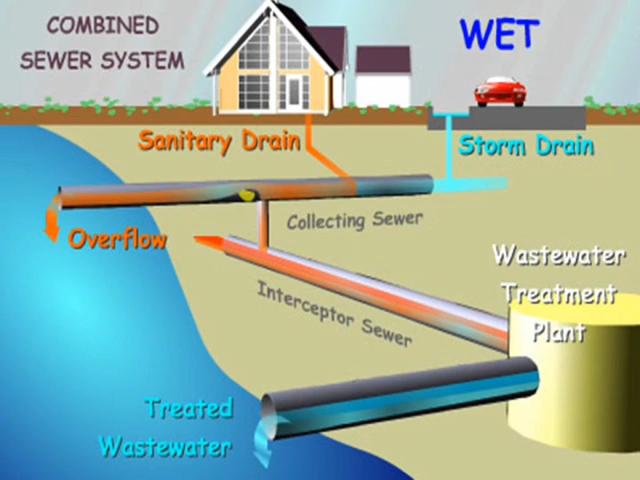 COMBINED
SEWER SYSTEM
WET
Sanitary Drain
Storm Drain
Collecting Sewer
Overflow
Wastewater
Treatment
Plant
Interceptor Sewer
Treated
Wastewater